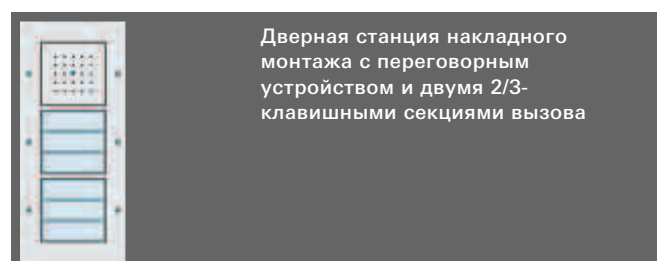 Дверная станция накладного
монтажа с переговорным
устройством и двумя 2/3-
клавишными секциями вызова